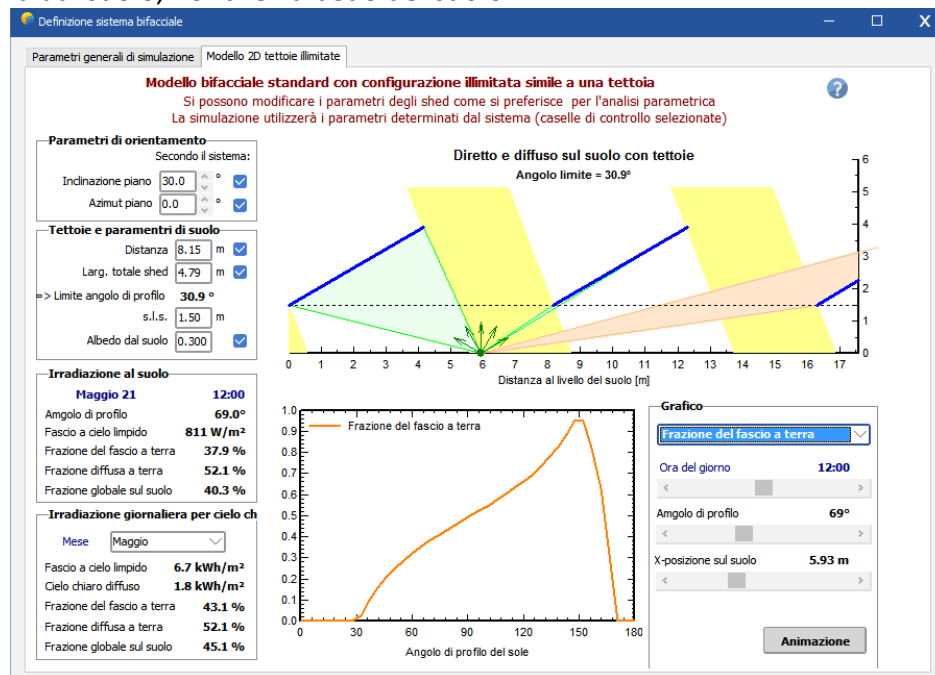 Definizione sistema bifacciale
Parametri generali di simulazione
Modello 2D tettoie illimitate
Modello bifacciale standard con configurazione illimitata simile a una tettoia
Si possono modificare i parametri degli shed come si preferisce per l'analisi parametrica
La simulazione utilizzerà i parametri determinati dal sistema (caselle di controllo selezionate)
Parametri di orientamento
Secondo il sistema:
Inclinazione piano 30.0 °
Azimut piano 0.0 °
Tettoie e paramentri di suolo
Distanza 8.15 m
Larg. totale shed 4.79 m
=> Limite angolo di profilo 30.9 °
s.l.s. 1.50 m
Albedo dal suolo 0.300
Irradiazione al suolo
Maggio 21 12:00
Amgolo di profilo 69.0°
Fascio a cielo limpido 811 W/m²
Frazione del fascio a terra 37.9 %
Frazione diffusa a terra 52.1 %
Frazione globale sul suolo 40.3 %
Irradiazione giornaliera per cielo ch
Mese Maggio
Fascio a cielo limpido 6.7 kWh/m²
Cielo chiaro diffuso 1.8 kWh/m²
Frazione del fascio a terra 43.1 %
Frazione diffusa a terra 52.1 %
Frazione globale sul suolo 45.1 %
Diretto e diffuso sul suolo con tettoie
Angolo limite = 30.9º
6
5
4
3
2
1
0
0 1 2 3 4 5 6 7 8 9 10 11 12 13 14 15 16 17
Distanza al livello del suolo [m]
1.0
0.9
0.8
0.7
0.6
0.5
0.4
0.3
0.2
0.1
0.0
Frazione del fascio a terra
0 30 60 90 120 150 180
Angolo di profilo del sole
Grafico
Frazione del fascio a terra
Ora del giorno 12:00
Amgolo di profilo 69°
X-posizione sul suolo 5.93 m
Animazione